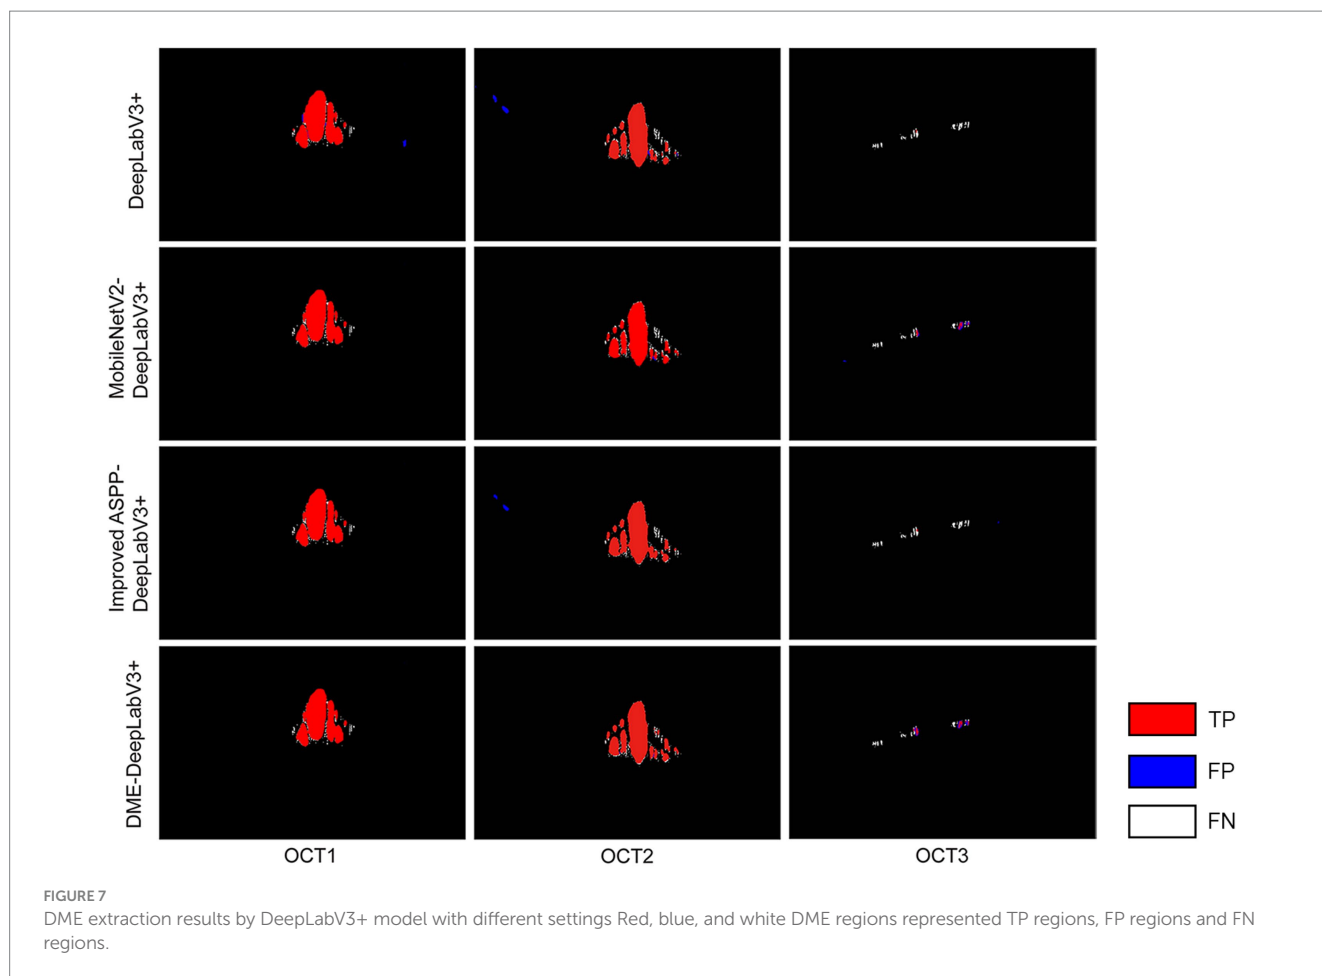 DeepLabV3+
MobileNetV2-
DeepLabV3+
Improved ASPP-
DeepLabV3+
DME-DeepLabV3+
TP
FP
FN
OCT1
OCT2
OCT3
FIGURE 7
DME extraction results by DeepLabV3+ model with different settings Red, blue, and white DME regions represented TP regions, FP regions and FN
regions.